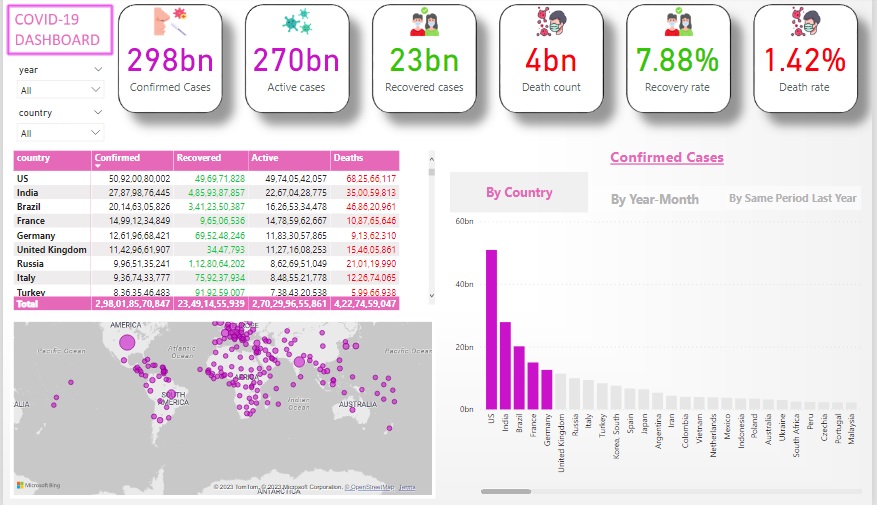 COVID-19
DASHBOARD
year
All
country
All
298bn
Confirmed Cases
270bn
Active cases
23bn
Recovered cases
4bn
Death count
7.88%
Recovery rate
1.42%
Death rate
country Confirmed Recovered Active Deaths
US 50,92,00,80,002 49,69,71,828 49,74,05,42,057 68,25,66,117
India 27,87,98,76,445 4,85,93,87,857 22,67,04,28,775 35,00,59,813
Brazil 20,14,63,05,826 3,41,23,50,387 16,26,53,34,478 46,86,20,961
France 14,99,12,34,849 9,65,06,536 14,78,59,62,667 10,87,65,646
Germany 12,61,96,68,421 69,52,48,246 11,83,30,57,865 9,13,62,310
United Kingdom 11,42,96,61,907 34,47,793 11,27,16,08,253 15,46,05,861
Russia 9,96,51,35,241 1,12,80,64,202 8,62,69,51,049 21,01,19,990
Italy 9,36,74,33,777 75,92,37,934 8,48,55,21,778 12,26,74,065
Turkey 8,36,35,46,483 91,92,59,007 7,38,43,20,538 5,99,66,938
Total 2,98,01,85,70,847 23,49,14,55,939 2,70,29,96,55,861 4,22,74,59,047
Confirmed Cases
By Country
By Year-Month
By Same Period Last Year
60bn
40bn
20bn
0bn
US
India
Brazil
France
Germany
United Kingdom
Russia
Italy
Turkey
Korea, South
Spain
Japan
Argentina
Iran
Colombia
Vietnam
Netherlands
Mexico
Indonesia
Poland
Australia
Ukraine
South Africa
Peru
Czechia
Portugal
Malaysia
AMERICA
Pacific Ocean
Atlantic
Ocean
AFRICA
Pacific Ocean
ALIA
SOUTH
AMERICA
Indian
Ocean
AUSTRALIA
Microsoft Bing
© 2023 TomTom, © 2023 Microsoft Corporation, © OpenStreetMap Terms
ANTARCTICA